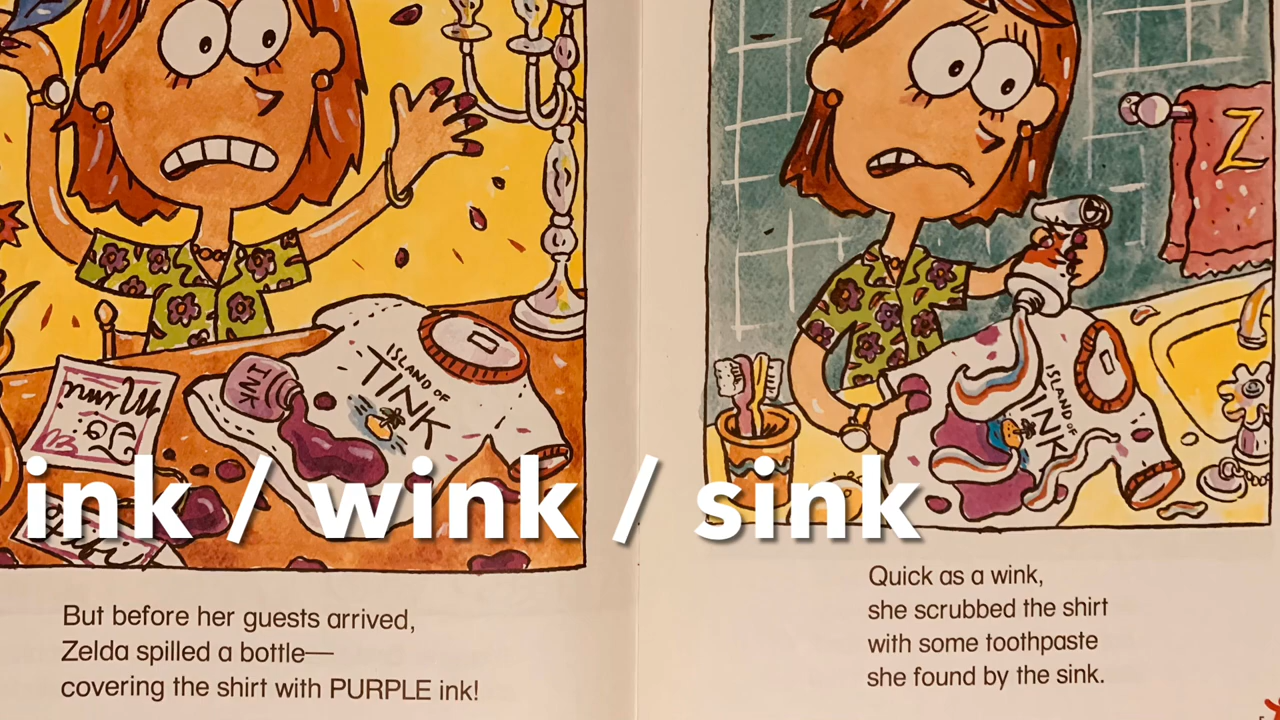 INK
ISLAND OF
TINK
Z
ISLAND OF
TINK
ink / wink / sink
But before her guests arrived,
Zelda spilled a bottle—
covering the shirt with PURPLE ink!
Quick as a wink,
she scrubbed the shirt
with some toothpaste
she found by the sink.